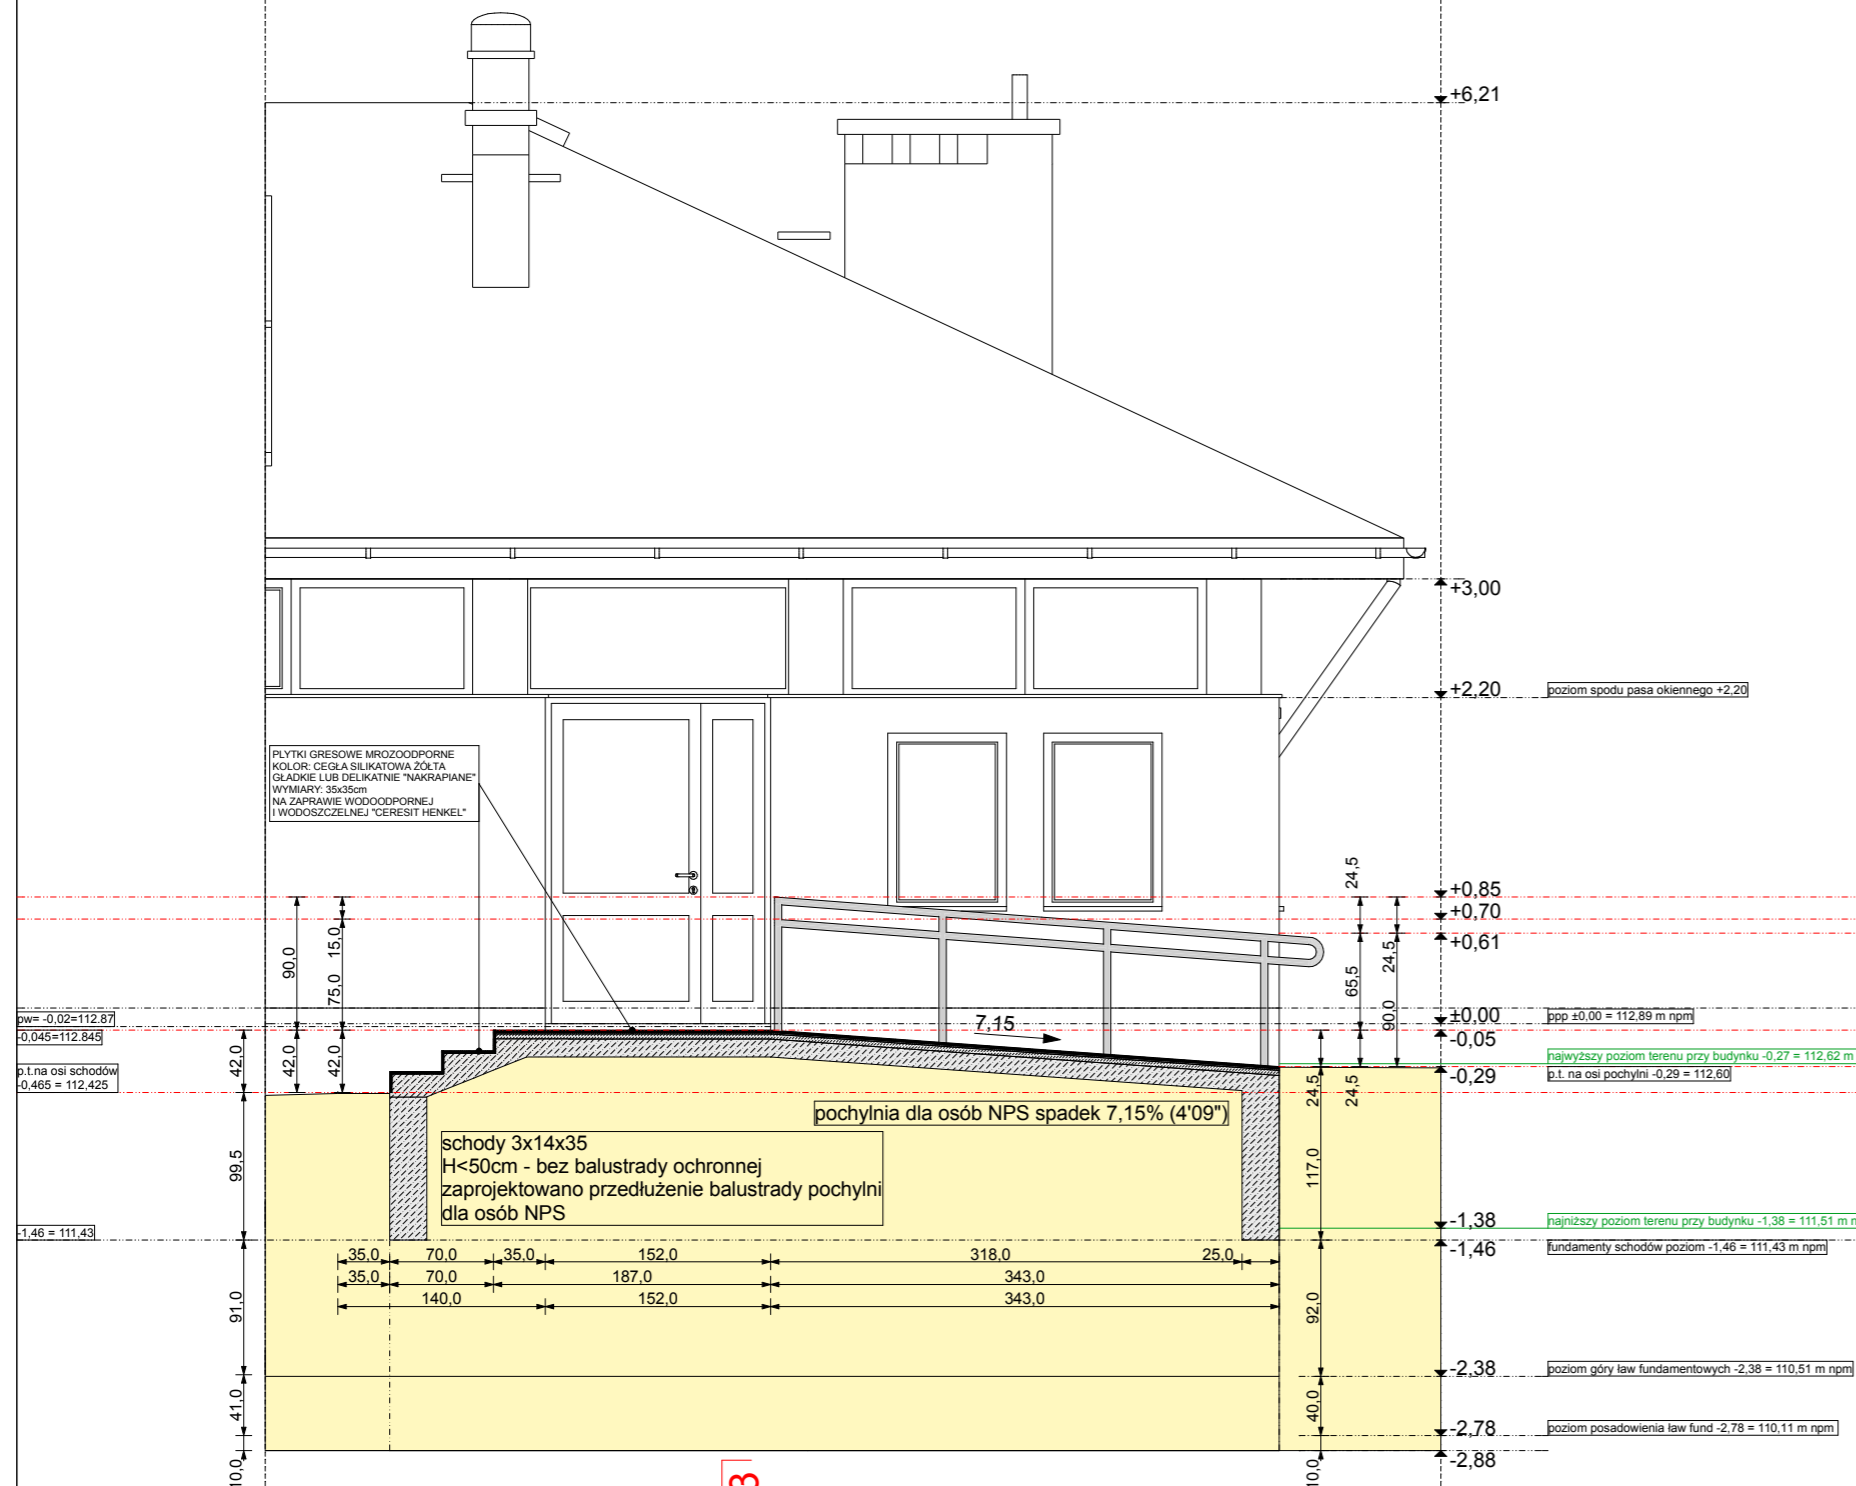 +6,21
+3,00
+2,20
poziom spodu pasa okiennego +2,20
PŁYTKI GRESOWE MROZOODPORNE
KOLOR: CEGŁA SILIKATOWA ŻÓŁTA
GŁADKIE LUB DELIKATNIE "NAKRAPIANE"
WYMIARY: 35x35cm
NA ZAPRAWIE WODOODPORNEJ
I WODOSZCZELNEJ "CERESIT HENKEL"
24,5
+0,85
+0,70
+0,61
90,0
15,0
75,0
65,5
24,5
90,0
pw= -0,02=112.87
-0,045=112.845
7,15
±0,00
ppp ±0,00 = 112,89 m npm
-0,05
najwyższy poziom terenu przy budynku -0,27 = 112,62 m
p.t.na osi schodów
-0,465 = 112,425
42,0
42,0
42,0
24,5
24,5
-0,29
p.t. na osi pochylni -0,29 = 112,60
pochylnia dla osób NPS spadek 7,15% (4'09")
schody 3x14x35
H<50cm - bez balustrady ochronnej
zaprojektowano przedłużenie balustrady pochylni
dla osób NPS
99,5
117,0
-1,38
najniższy poziom terenu przy budynku -1,38 = 111,51 m n
-1,46 = 111,43
-1,46
fundamenty schodów poziom -1,46 = 111,43 m npm
35,0 70,0 35,0 152,0 318,0 25,0
35,0 70,0 187,0 343,0
140,0 152,0 343,0
91,0
92,0
-2,38
poziom góry ław fundamentowych -2,38 = 110,51 m npm
41,0
40,0
-2,78
poziom posadowienia ław fund -2,78 = 110,11 m npm
-2,88
10,0
10,0
B